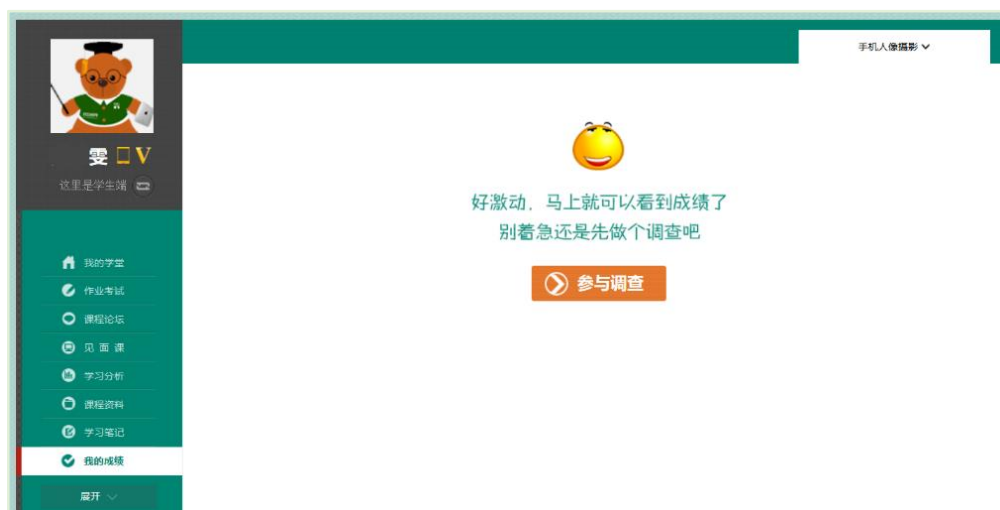 手机人像摄影
雯 V
这里是学生端
好激动，马上就可以看到成绩了
别着急还是先做个调查吧
参与调查
我的学堂
作业考试
课程论坛
见 面 课
学习分析
课程资料
学习笔记
我的成绩
展开